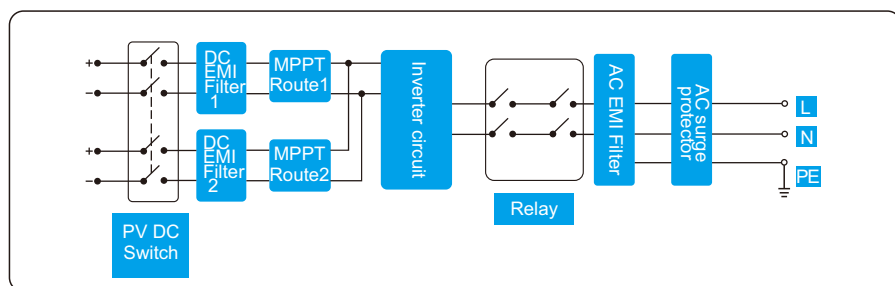 +
−
+
−
DC
EMI
Filter
1
DC
EMI
Filter
2
MPPT
Route1
MPPT
Route2
Inverter circuit
AC EMI Filter
AC surge
protector
L
N
PE
Relay
PV DC
Switch